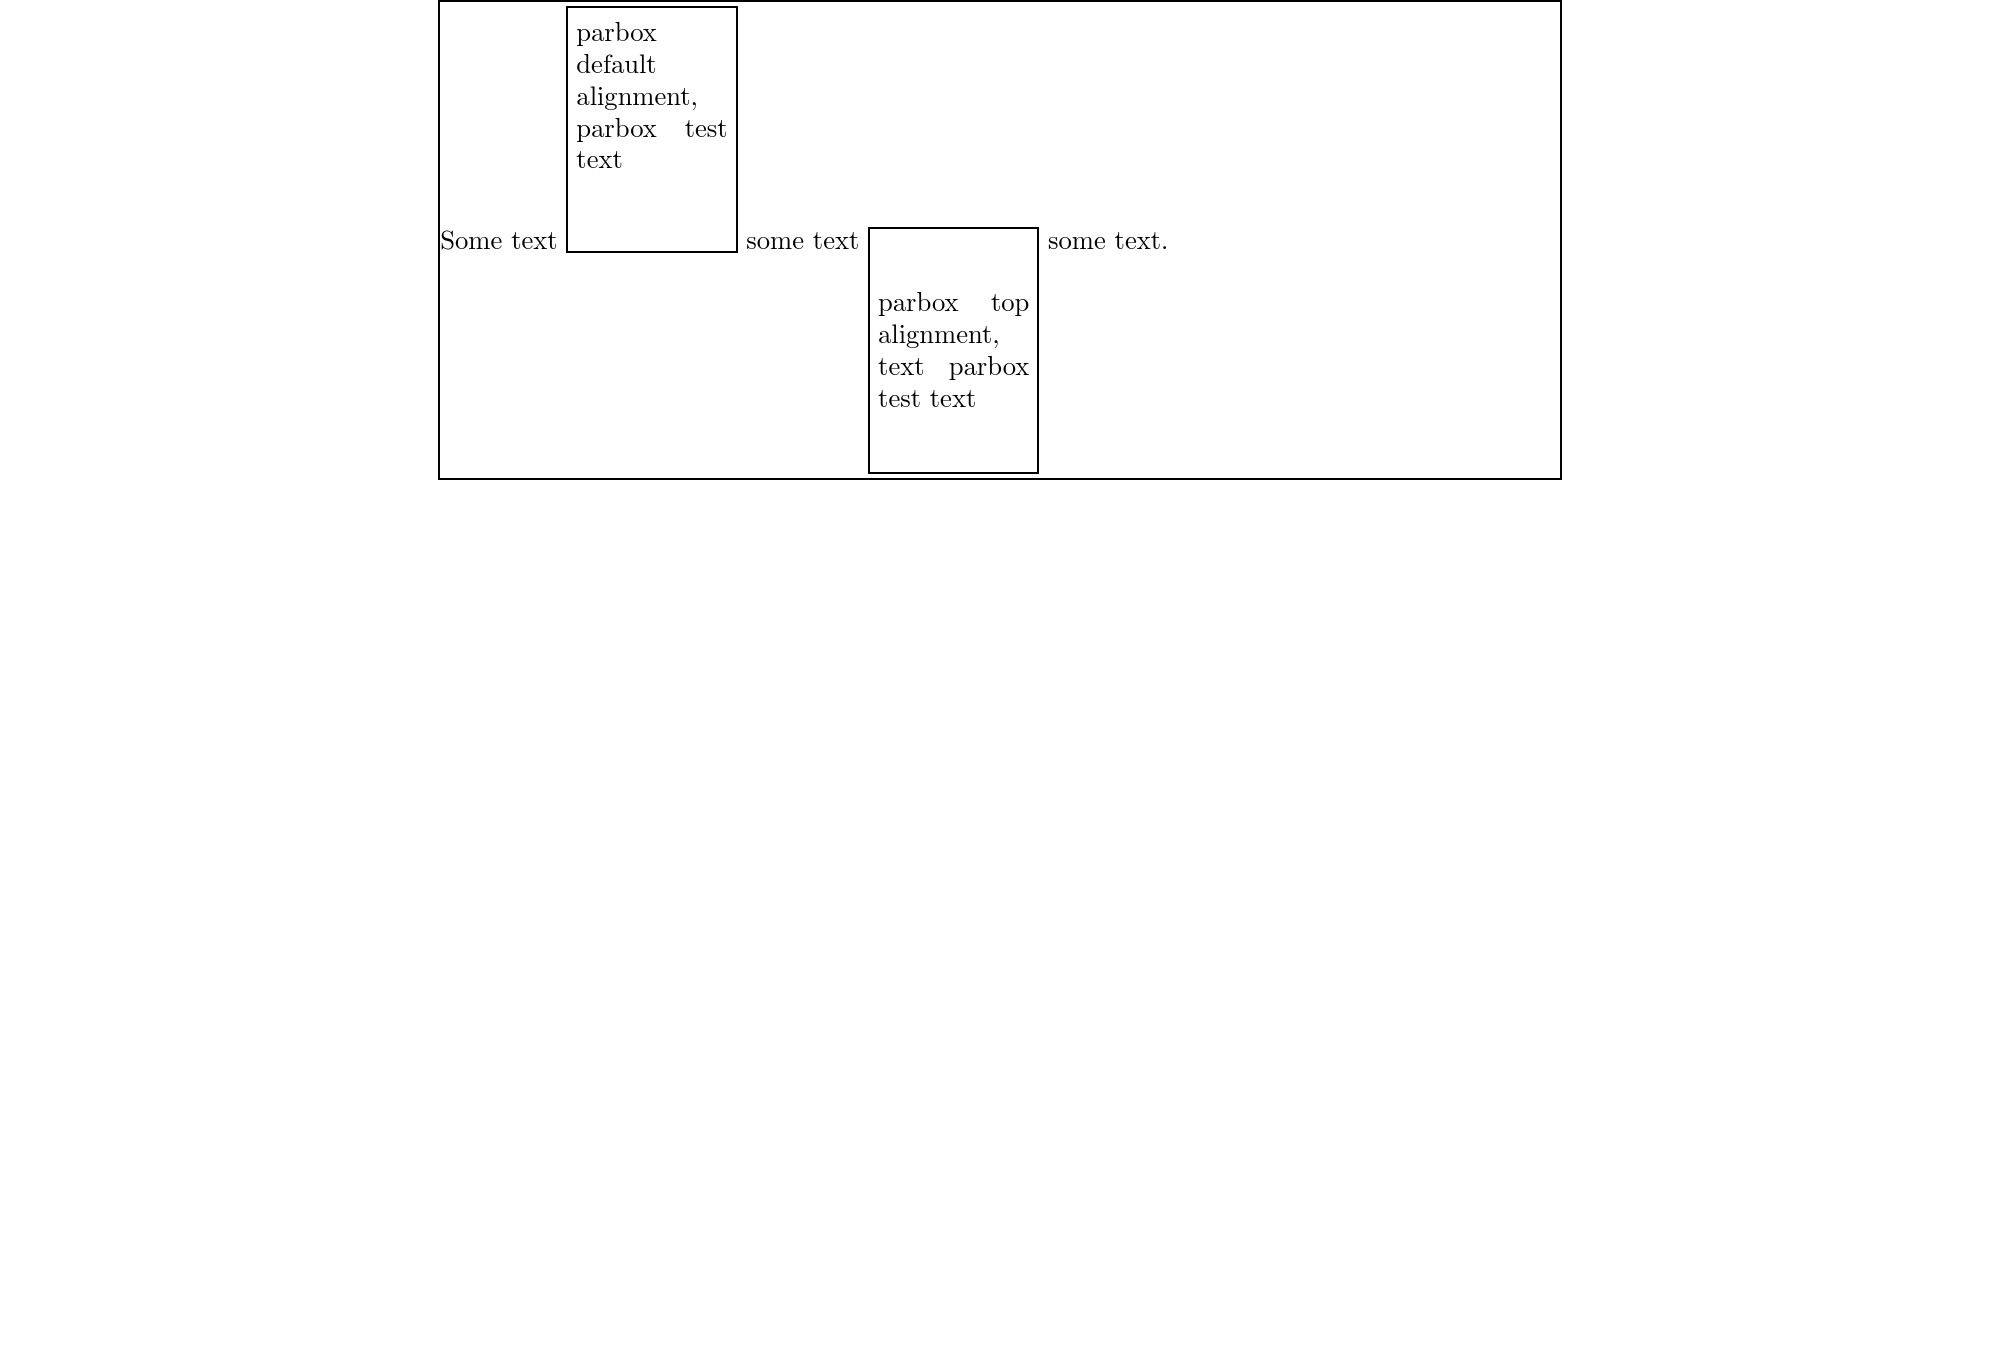 parbox
default
alignment,
parbox test
text
Some text some text some text.
parbox top
alignment,
text parbox
test text